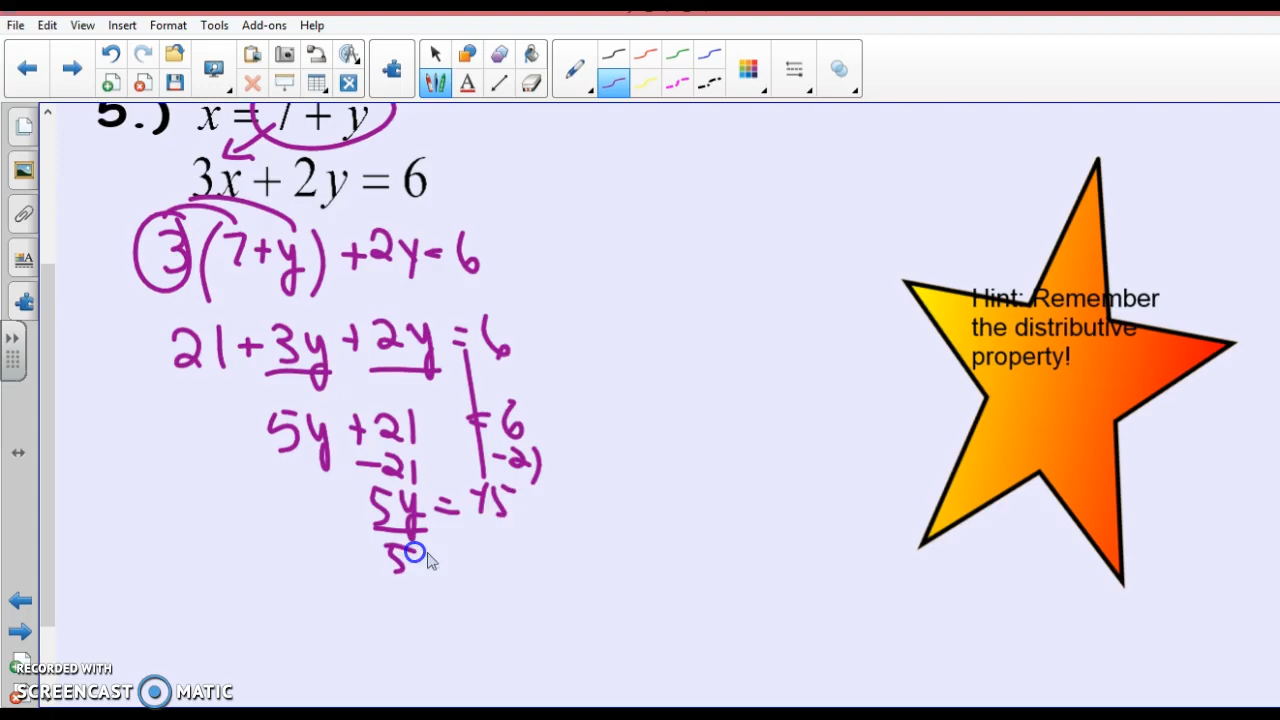 File Edit View Insert Format Tools Add-ons Help
5.) x = 7 + y
3x + 2y = 6
3(7+y) +2y = 6
21 + 3y + 2y = 6
5y + 21 = 6
-21 -21
5y = -15
5
Hint: Remember
the distributive
property!
RECORDED WITH
SCREENCAST MATIC